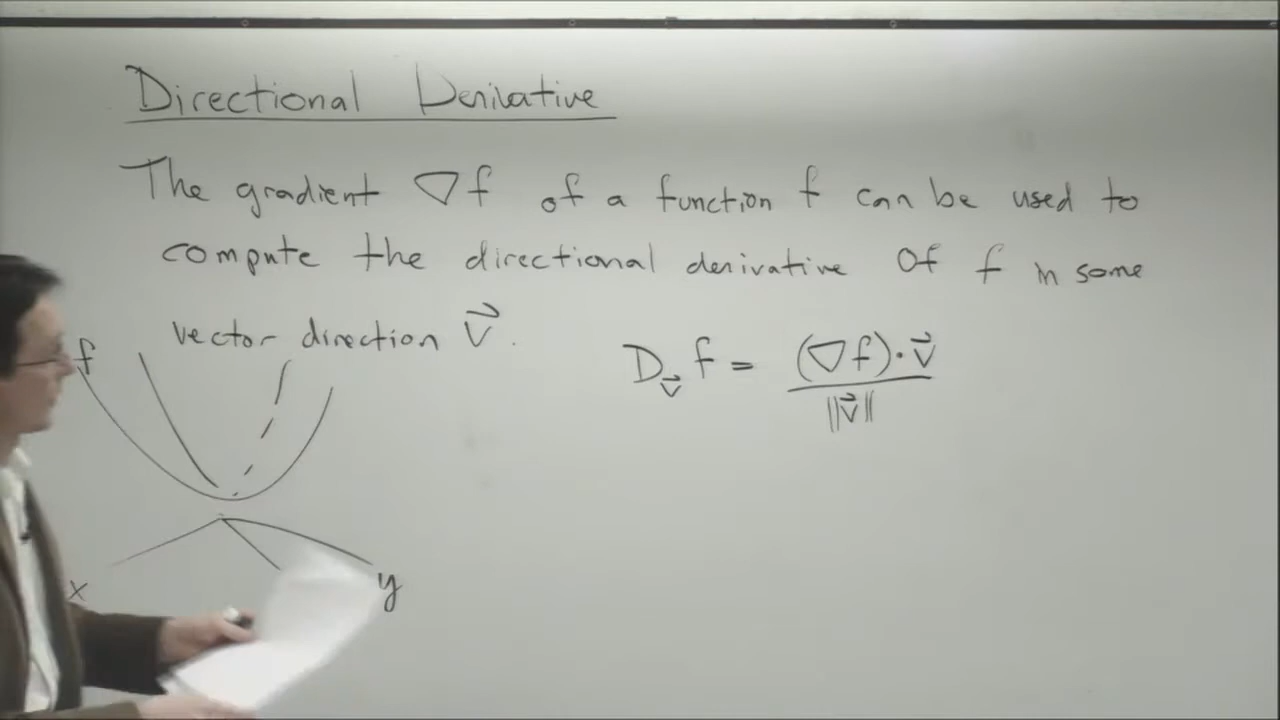 Directional Derivative
The gradient ∇f of a function f can be used to
compute the directional derivative of f in some
vector direction v⃗.
D_v⃗ f = (∇f)·v⃗ / ||v⃗||
f
x
y